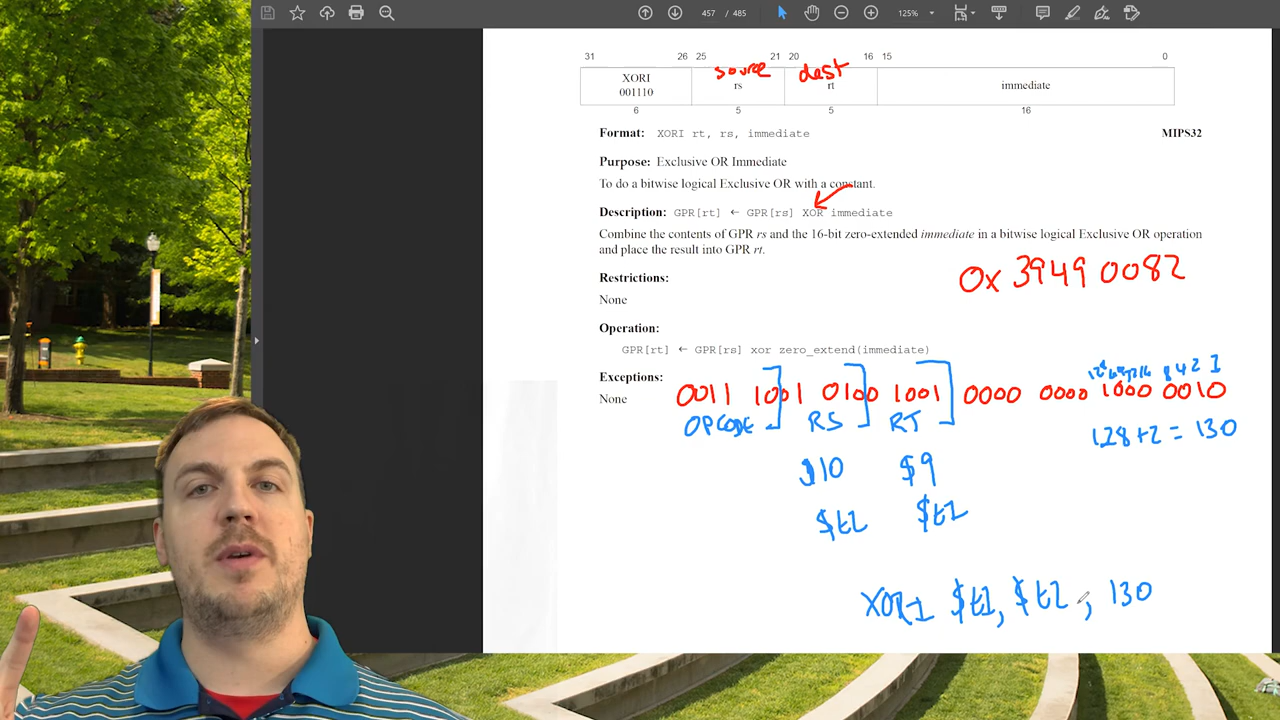 457 / 485 125%
31 26 25 21 20 16 15 0
source dest
XORI rs rt immediate
001110
6 5 5 16
Format: XORI rt, rs, immediate MIPS32
Purpose: Exclusive OR Immediate
To do a bitwise logical Exclusive OR with a constant.
Description: GPR[rt] ← GPR[rs] XOR immediate
Combine the contents of GPR rs and the 16-bit zero-extended immediate in a bitwise logical Exclusive OR operation
and place the result into GPR rt.
0x 3949 0082
Restrictions:
None
Operation:
GPR[rt] ← GPR[rs] xor zero_extend(immediate)
Exceptions:
None
8 4 2 1
0011 1001 0100 1001 0000 0000 1000 0010
OPCODE RS RT
128+2 = 130
$10 $9
$t2 $t1
XORI $t1, $t2, 130